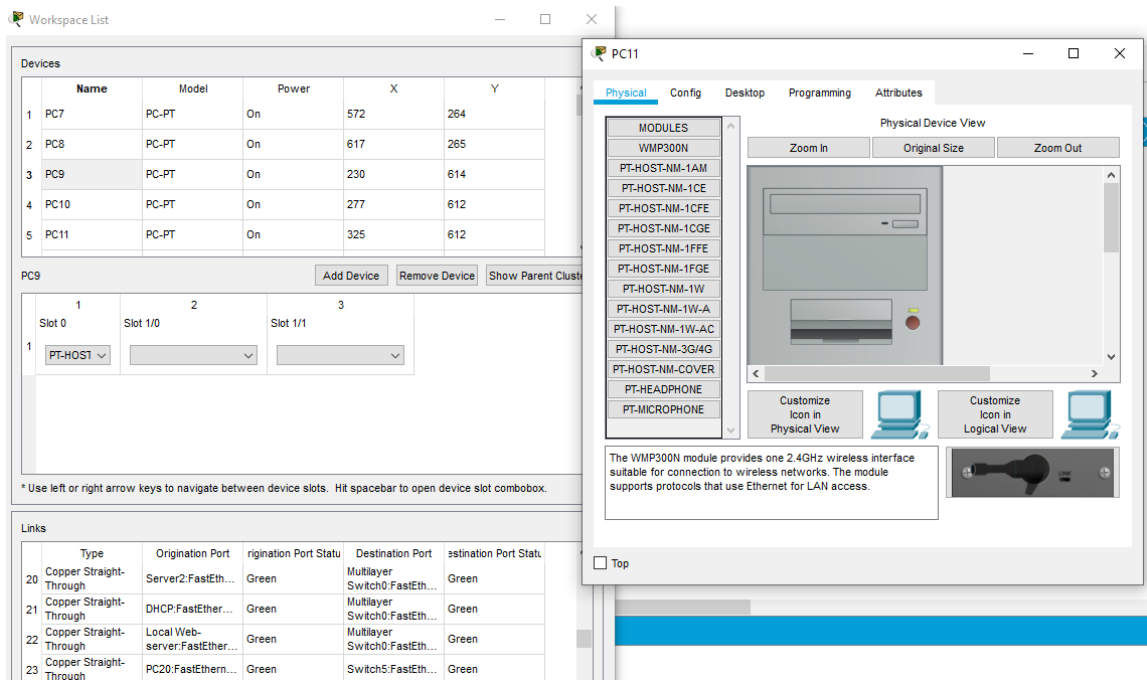 Workspace List
Devices
Name Model Power X Y
1 PC7 PC-PT On 572 264
2 PC8 PC-PT On 617 265
3 PC9 PC-PT On 230 614
4 PC10 PC-PT On 277 612
5 PC11 PC-PT On 325 612
PC9 Add Device Remove Device Show Parent Cluste
1 2 3
Slot 0 Slot 1/0 Slot 1/1
1 PT-HOST
* Use left or right arrow keys to navigate between device slots. Hit spacebar to open device slot combobox.
Links
Type Origination Port rigination Port Statu Destination Port estination Port Statu
20 Copper Straight-Through Server2:FastEth... Green Multilayer Switch0:FastEth... Green
21 Copper Straight-Through DHCP:FastEther... Green Multilayer Switch0:FastEth... Green
22 Copper Straight-Through Local Web-server:FastEther... Green Multilayer Switch0:FastEth... Green
23 Copper Straight-Through PC20:FastEthern... Green Switch5:FastEth... Green
PC11
Physical Config Desktop Programming Attributes
MODULES
WMP300N
PT-HOST-NM-1AM
PT-HOST-NM-1CE
PT-HOST-NM-1CFE
PT-HOST-NM-1CGE
PT-HOST-NM-1FFE
PT-HOST-NM-1FGE
PT-HOST-NM-1W
PT-HOST-NM-1W-A
PT-HOST-NM-1W-AC
PT-HOST-NM-3G/4G
PT-HOST-NM-COVER
PT-HEADPHONE
PT-MICROPHONE
Physical Device View
Zoom In Original Size Zoom Out
Customize
Icon in
Physical View
Customize
Icon in
Logical View
The WMP300N module provides one 2.4GHz wireless interface
suitable for connection to wireless networks. The module
supports protocols that use Ethernet for LAN access.
LINK
Top